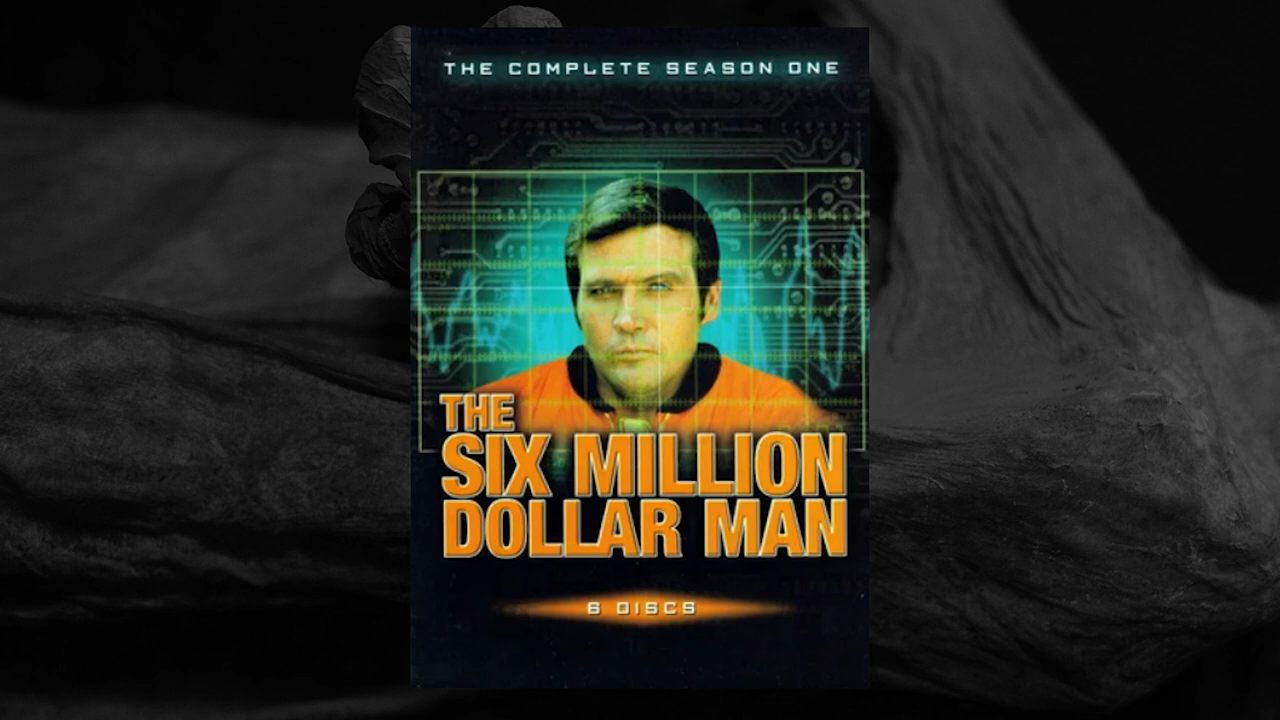 THE COMPLETE SEASON ONE
THE
SIX MILLION
DOLLAR MAN
6 DISCS